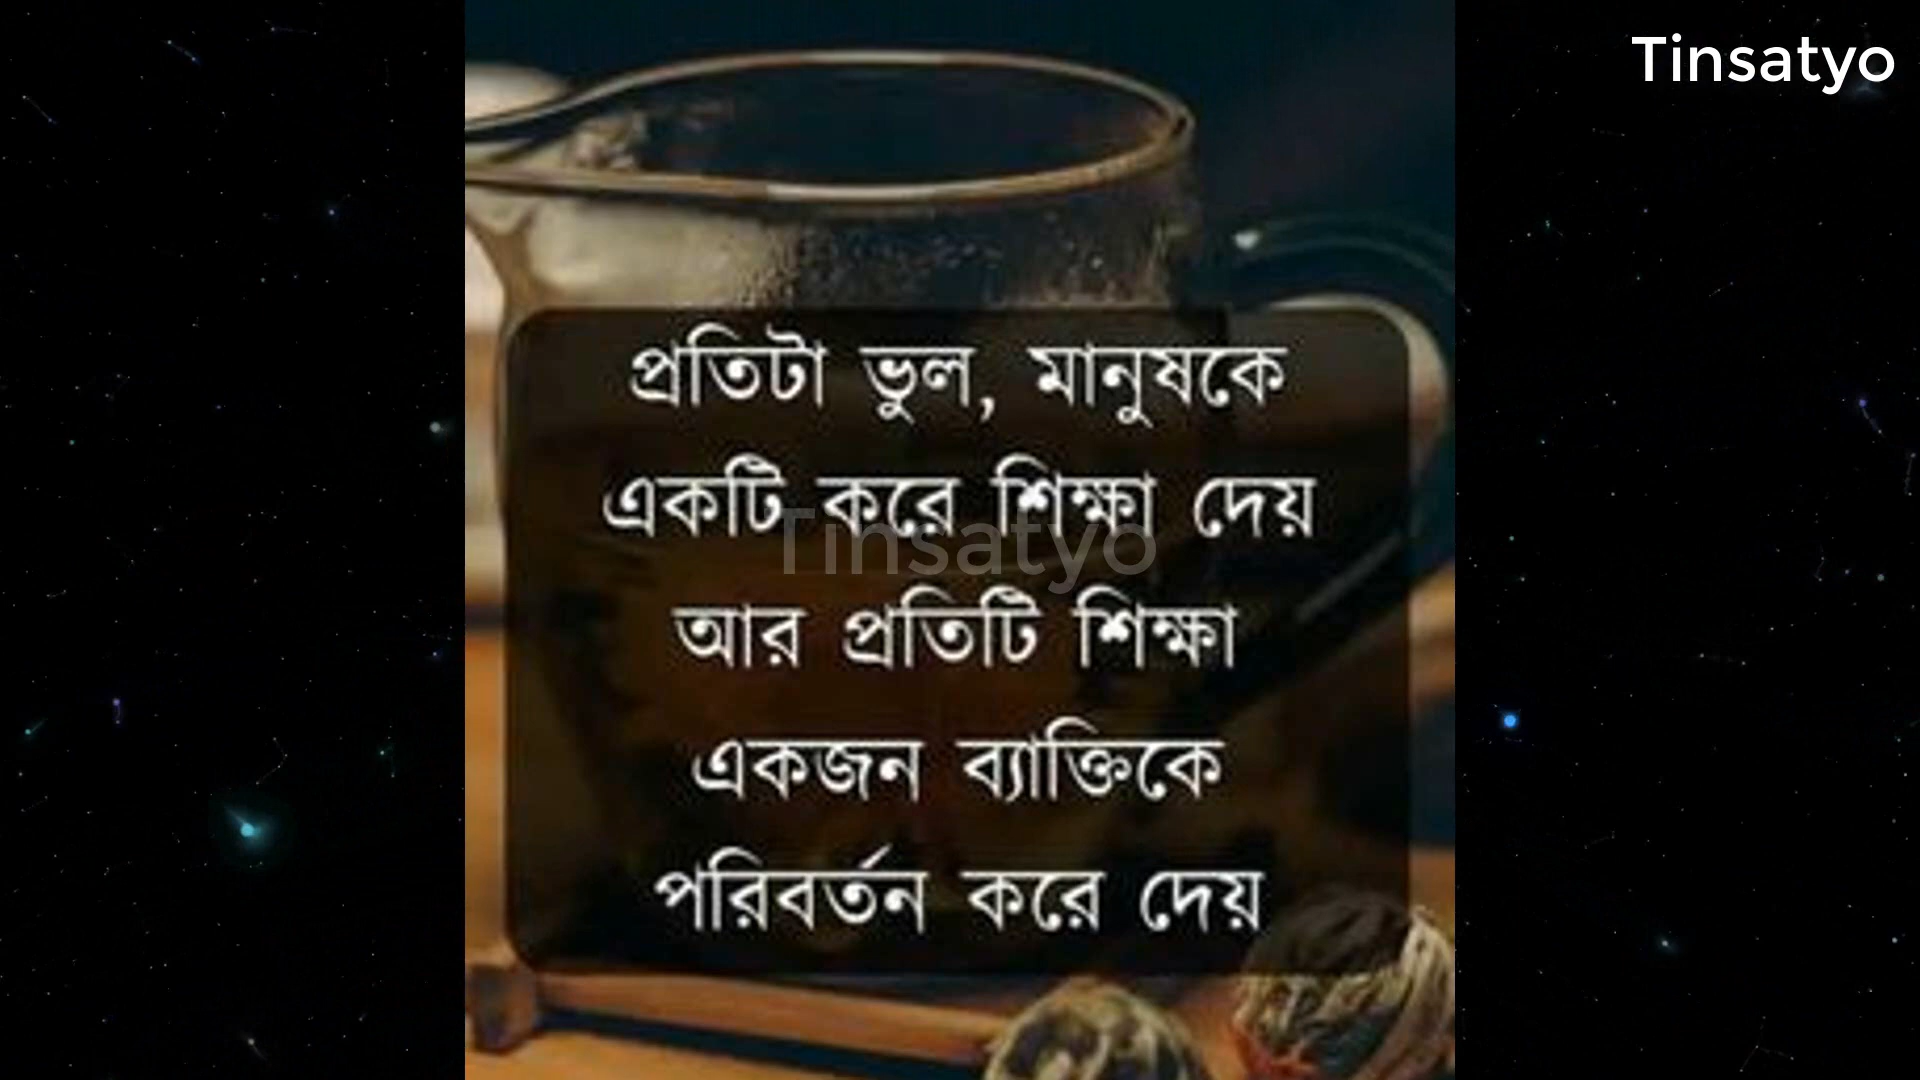 Tinsatyo
প্রতিটা ভুল, মানুষকে
একটি করে শিক্ষা দেয়
Tinsatyo
আর প্রতিটি শিক্ষা
একজন ব্যাক্তিকে
পরিবর্তন করে দেয়